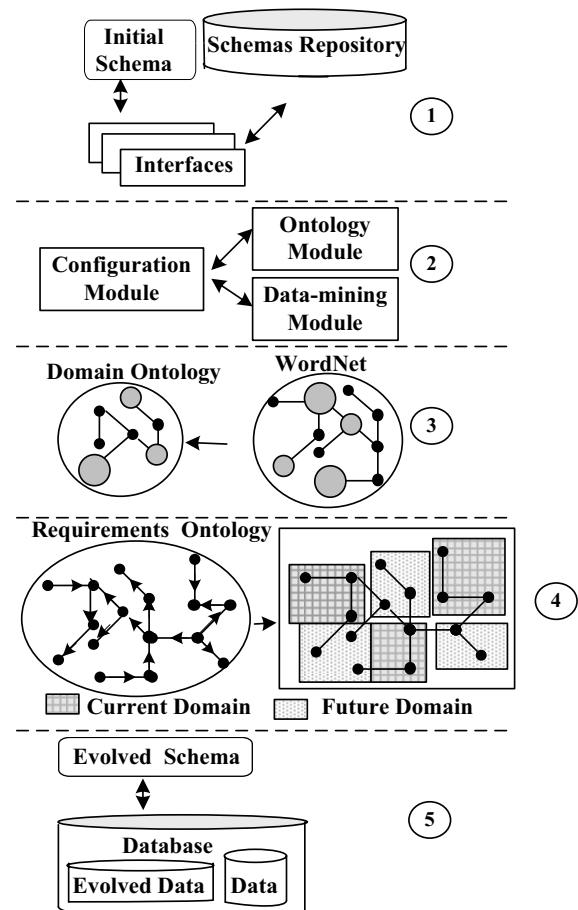 Initial
Schema
Schemas Repository
Interfaces
1
Ontology
Module
Configuration
Module
Data-mining
Module
2
Domain Ontology
WordNet
3
Requirements Ontology
4
Current Domain
Future Domain
Evolved Schema
Database
Evolved Data
Data
5